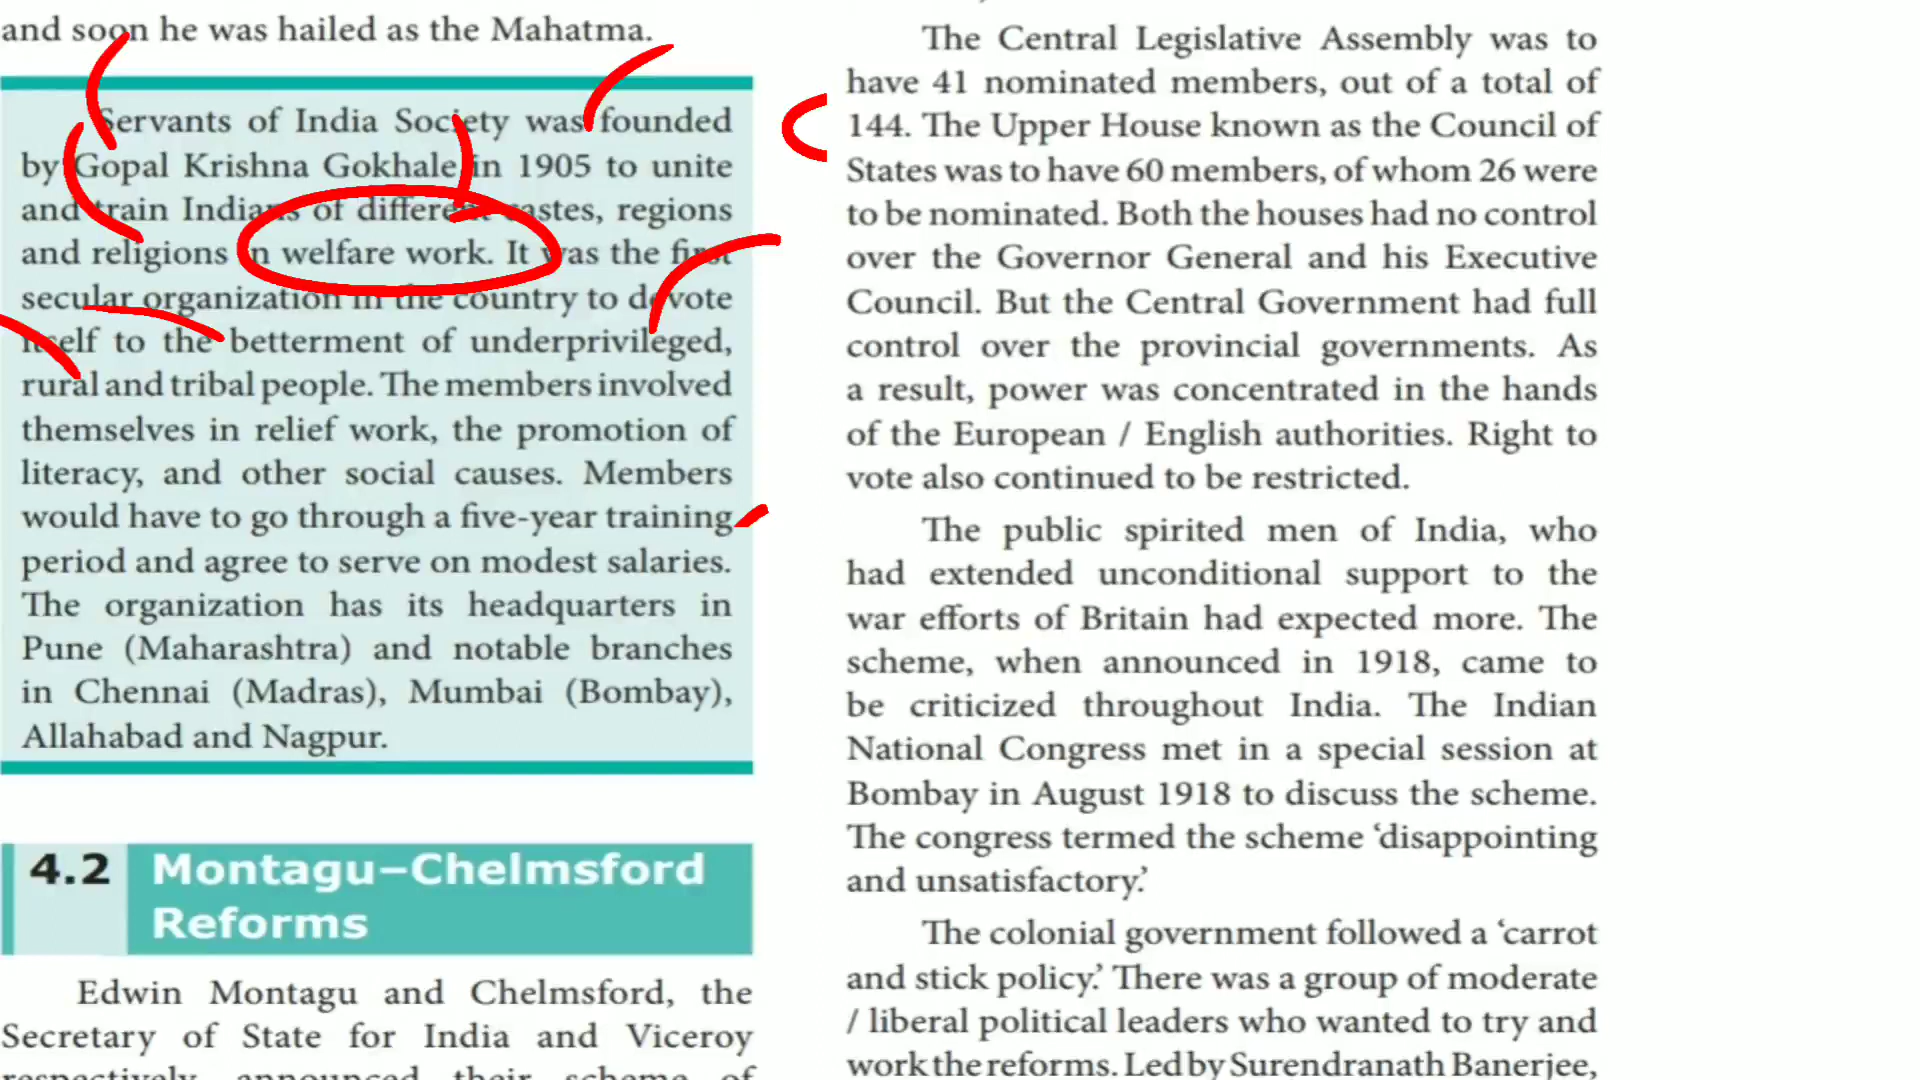 and soon he was hailed as the Mahatma.
Servants of India Society was founded
by Gopal Krishna Gokhale in 1905 to unite
and train Indians of different castes, regions
and religions in welfare work. It was the first
secular organization in the country to devote
itself to the betterment of underprivileged,
rural and tribal people. The members involved
themselves in relief work, the promotion of
literacy, and other social causes. Members
would have to go through a five-year training
period and agree to serve on modest salaries.
The organization has its headquarters in
Pune (Maharashtra) and notable branches
in Chennai (Madras), Mumbai (Bombay),
Allahabad and Nagpur.
4.2 Montagu–Chelmsford
Reforms
Edwin Montagu and Chelmsford, the
Secretary of State for India and Viceroy
respectively, announced their scheme of
The Central Legislative Assembly was to
have 41 nominated members, out of a total of
144. The Upper House known as the Council of
States was to have 60 members, of whom 26 were
to be nominated. Both the houses had no control
over the Governor General and his Executive
Council. But the Central Government had full
control over the provincial governments. As
a result, power was concentrated in the hands
of the European / English authorities. Right to
vote also continued to be restricted.
The public spirited men of India, who
had extended unconditional support to the
war efforts of Britain had expected more. The
scheme, when announced in 1918, came to
be criticized throughout India. The Indian
National Congress met in a special session at
Bombay in August 1918 to discuss the scheme.
The congress termed the scheme ‘disappointing
and unsatisfactory.’
The colonial government followed a ‘carrot
and stick policy.’ There was a group of moderate
/ liberal political leaders who wanted to try and
work the reforms. Led by Surendranath Banerjee,